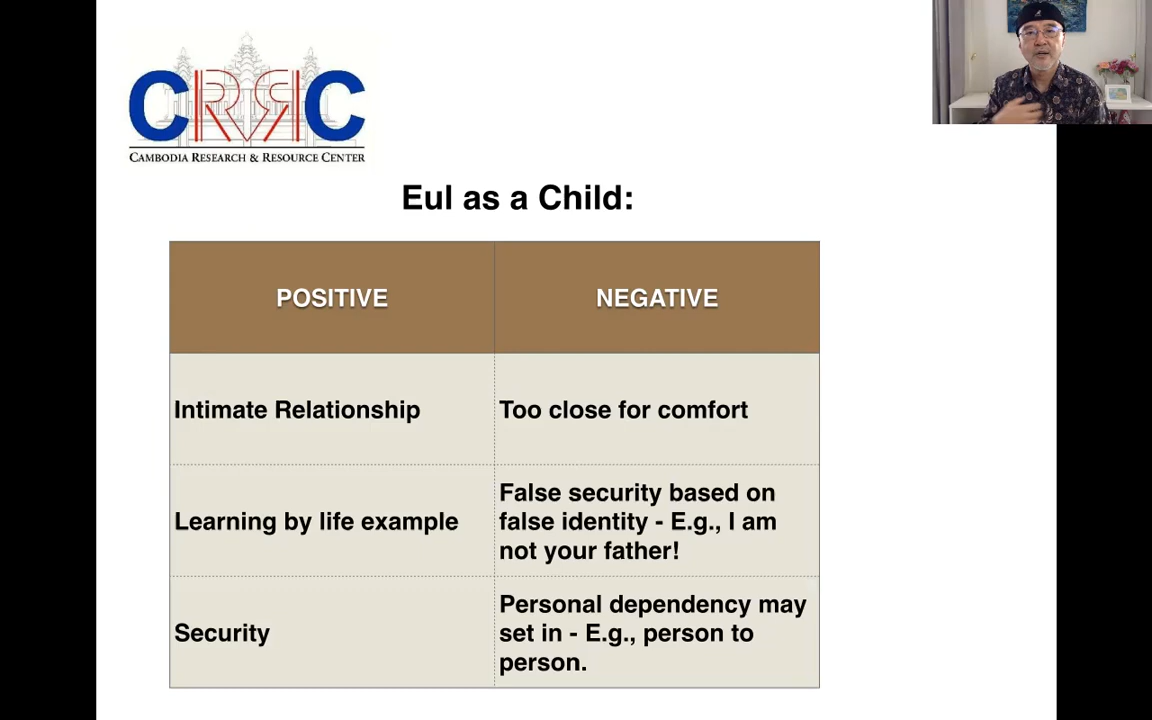 CRRC
CAMBODIA RESEARCH & RESOURCE CENTER
Eul as a Child:
POSITIVE
NEGATIVE
Intimate Relationship
Too close for comfort
Learning by life example
False security based on
false identity - E.g., I am
not your father!
Security
Personal dependency may
set in - E.g., person to
person.